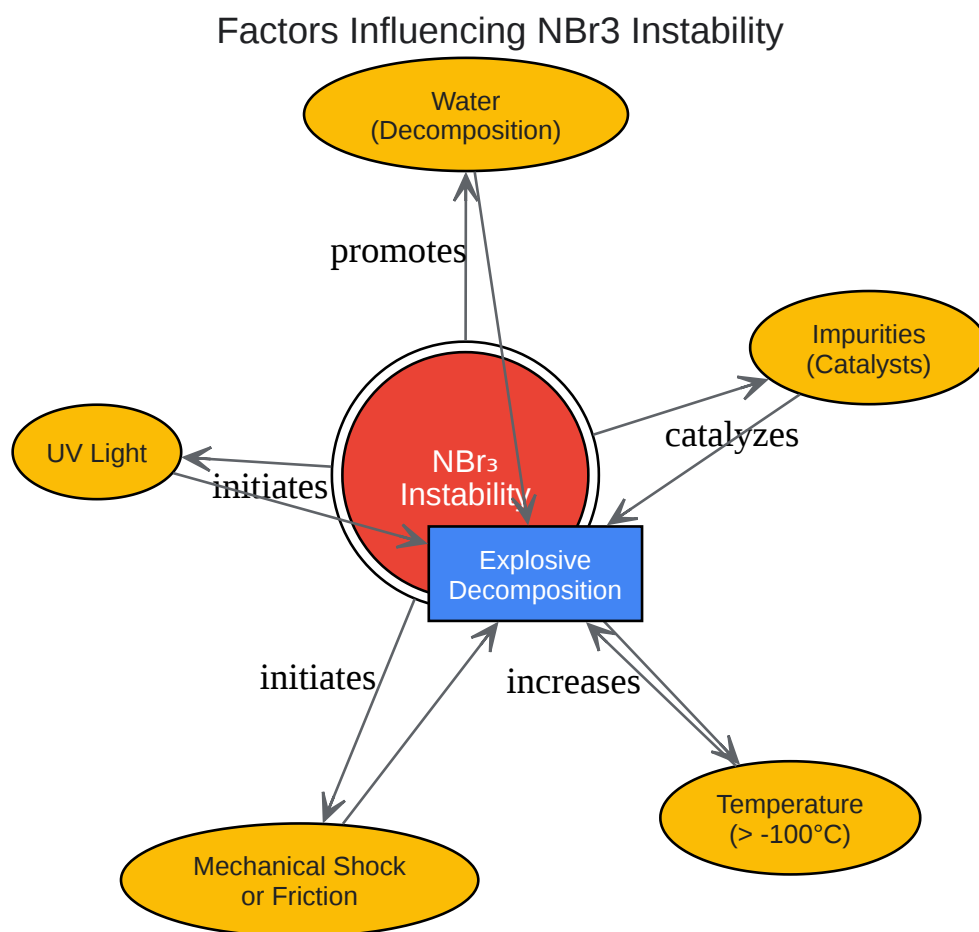 Factors Influencing NBr3 Instability
Water
(Decomposition)
promotes
Impurities
(Catalysts)
catalyzes
UV Light
initiates
NBr₃
Instability
Explosive
Decomposition
initiates
increases
Temperature
(> -100°C)
Mechanical Shock
or Friction